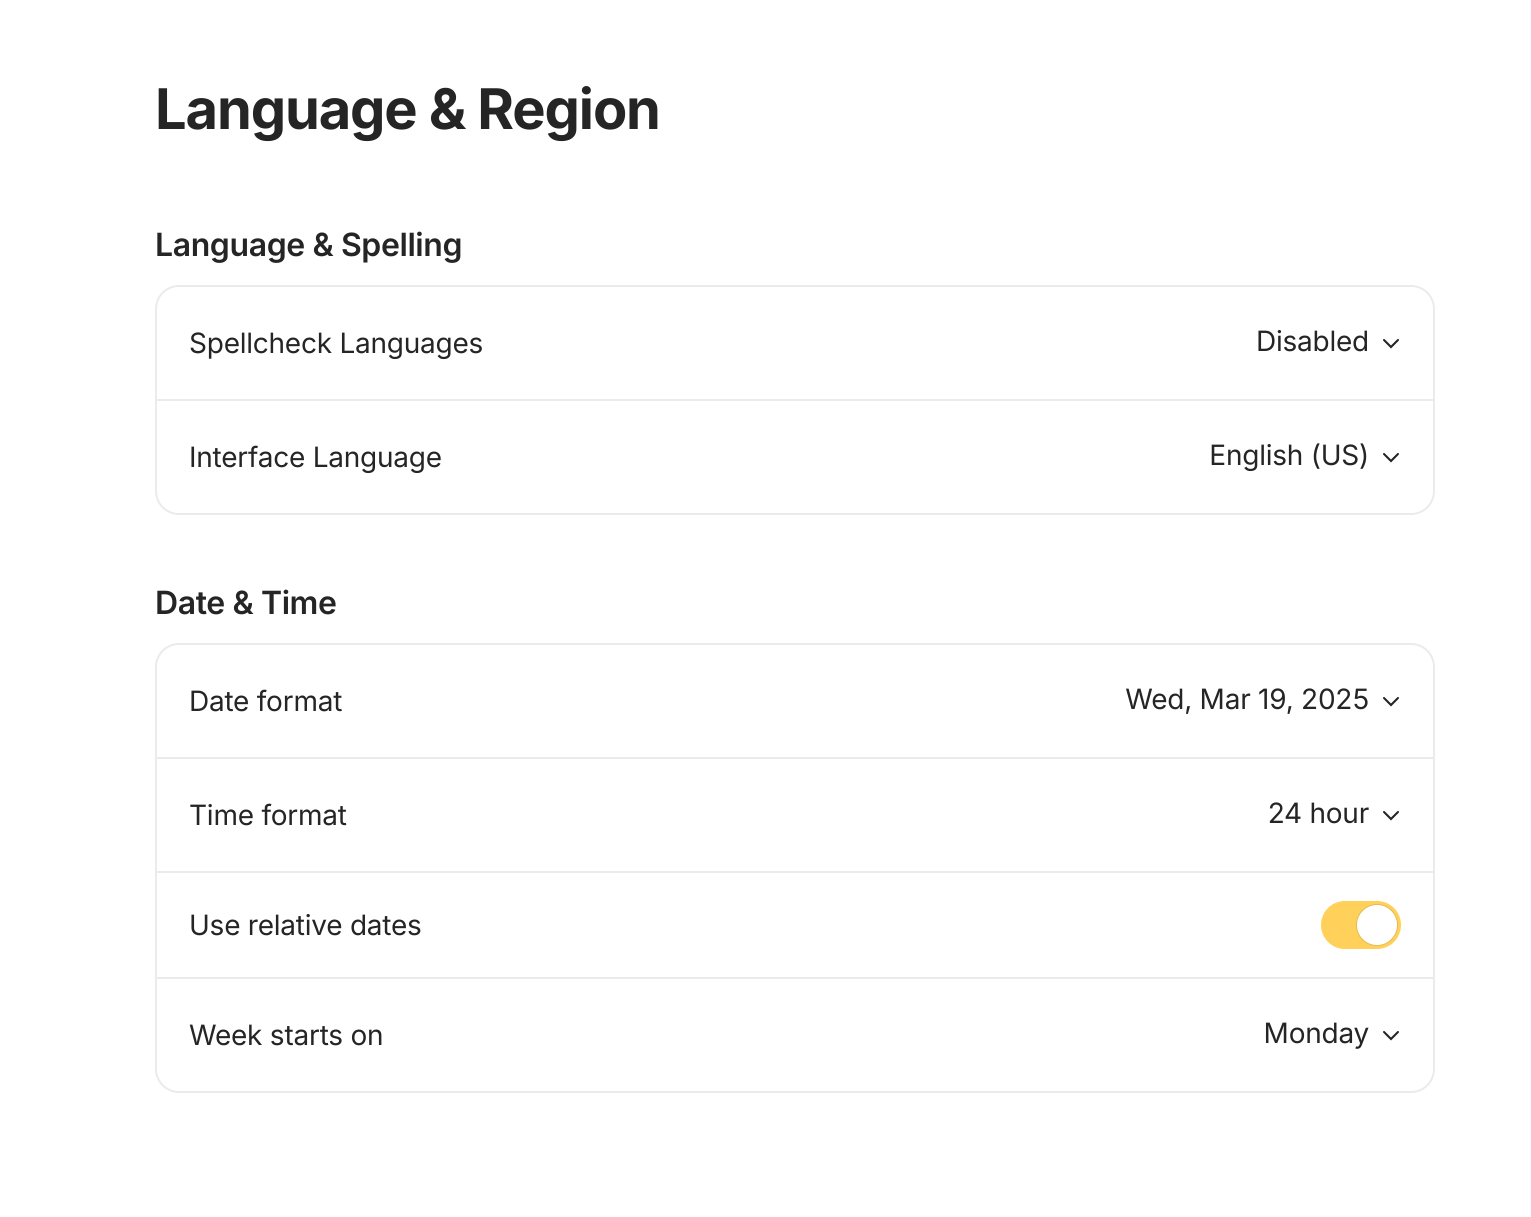 Language & Region
Language & Spelling
Spellcheck Languages Disabled
Interface Language English (US)
Date & Time
Date format Wed, Mar 19, 2025
Time format 24 hour
Use relative dates
Week starts on Monday